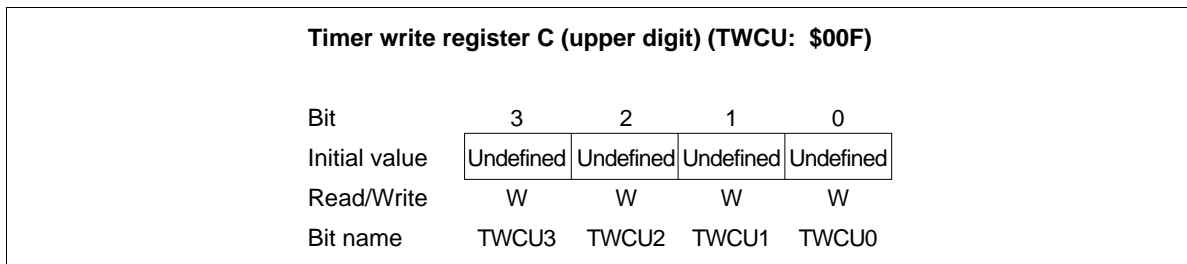 Timer write register C (upper digit) (TWCU: $00F)
Bit 3 2 1 0
Initial value Undefined Undefined Undefined Undefined
Read/Write W W W W
Bit name TWCU3 TWCU2 TWCU1 TWCU0